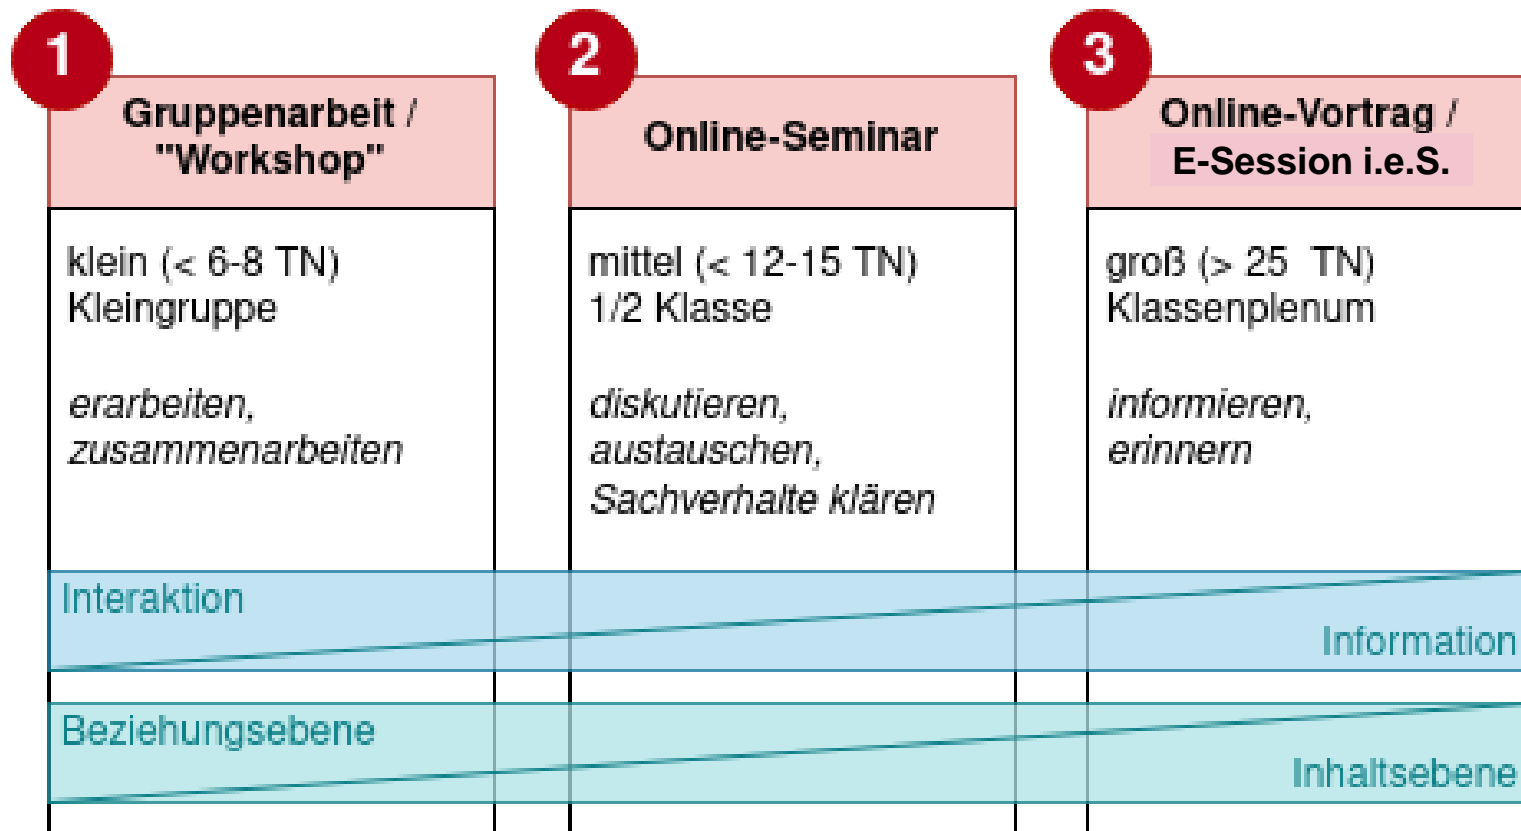 1
Gruppenarbeit /
"Workshop"
klein (< 6-8 TN)
Kleingruppe
erarbeiten,
zusammenarbeiten
2
Online-Seminar
mittel (< 12-15 TN)
1/2 Klasse
diskutieren,
austauschen,
Sachverhalte klären
3
Online-Vortrag /
E-Session i.e.S.
groß (> 25 TN)
Klassenplenum
informieren,
erinnern
Interaktion
Information
Beziehungsebene
Inhaltsebene